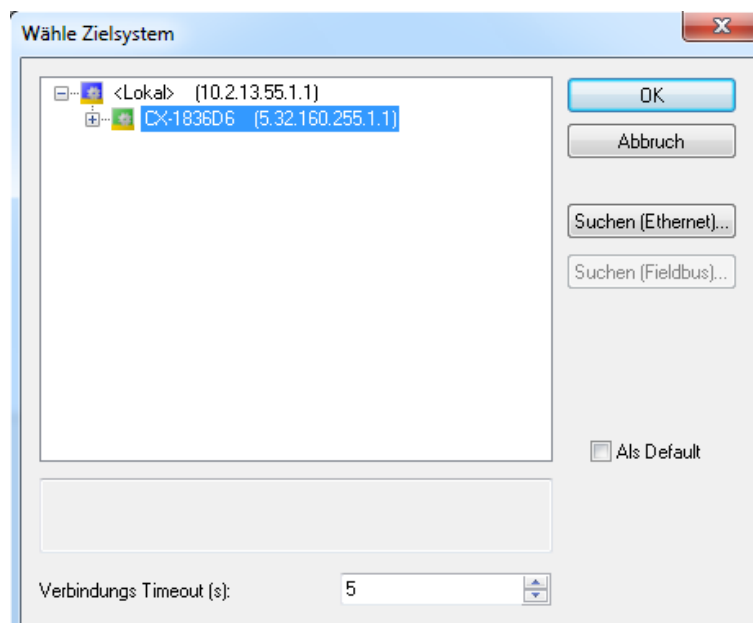 Wähle Zielsystem
<Lokal> (10.2.13.55.1.1)
CX-1836D6 (5.32.160.255.1.1)
OK
Abbruch
Suchen (Ethernet)...
Suchen (Fieldbus)...
Als Default
Verbindungs Timeout (s):
5